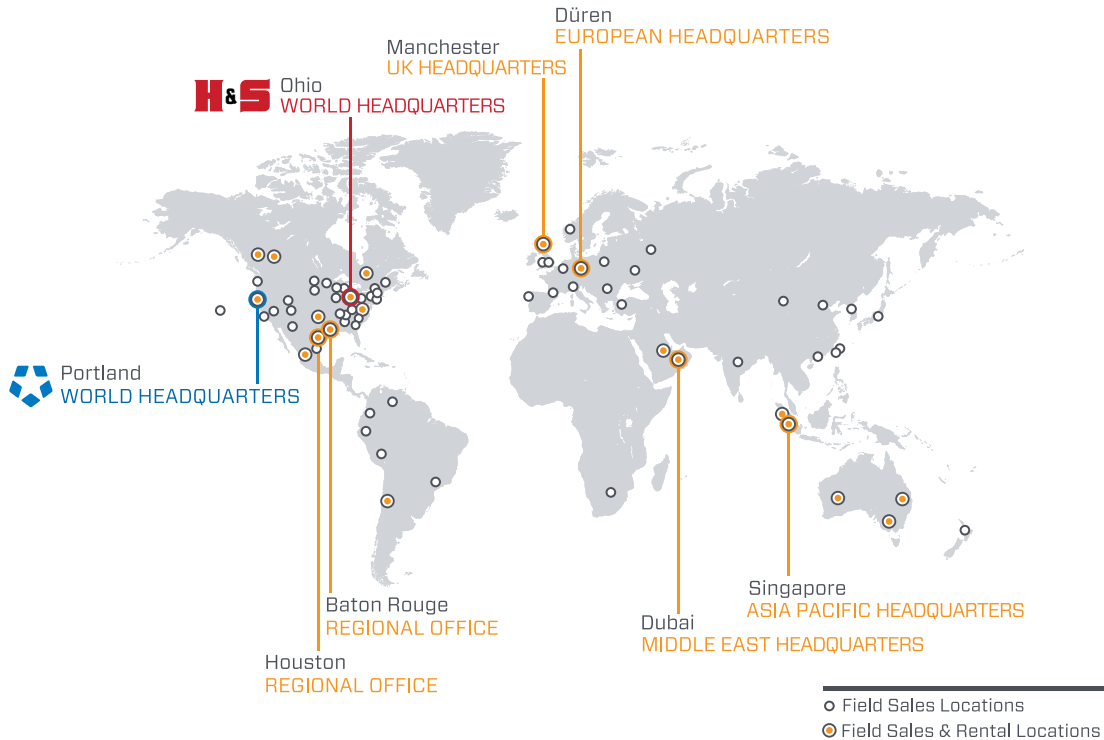 Düren
EUROPEAN HEADQUARTERS
Manchester
UK HEADQUARTERS
H&S
Ohio
WORLD HEADQUARTERS
Portland
WORLD HEADQUARTERS
Baton Rouge
REGIONAL OFFICE
Houston
REGIONAL OFFICE
Singapore
ASIA PACIFIC HEADQUARTERS
Dubai
MIDDLE EAST HEADQUARTERS
Field Sales Locations
Field Sales & Rental Locations